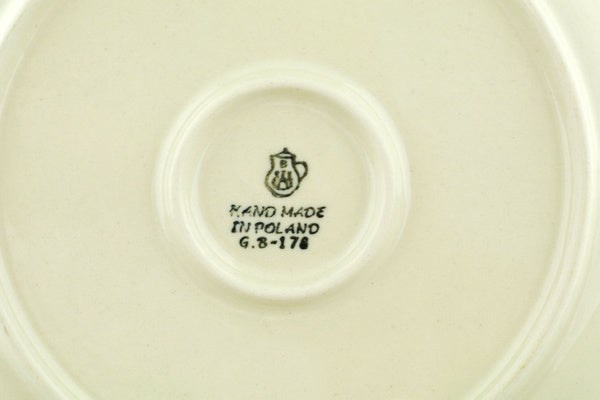 B
HAND MADE
IN POLAND
G.B-178